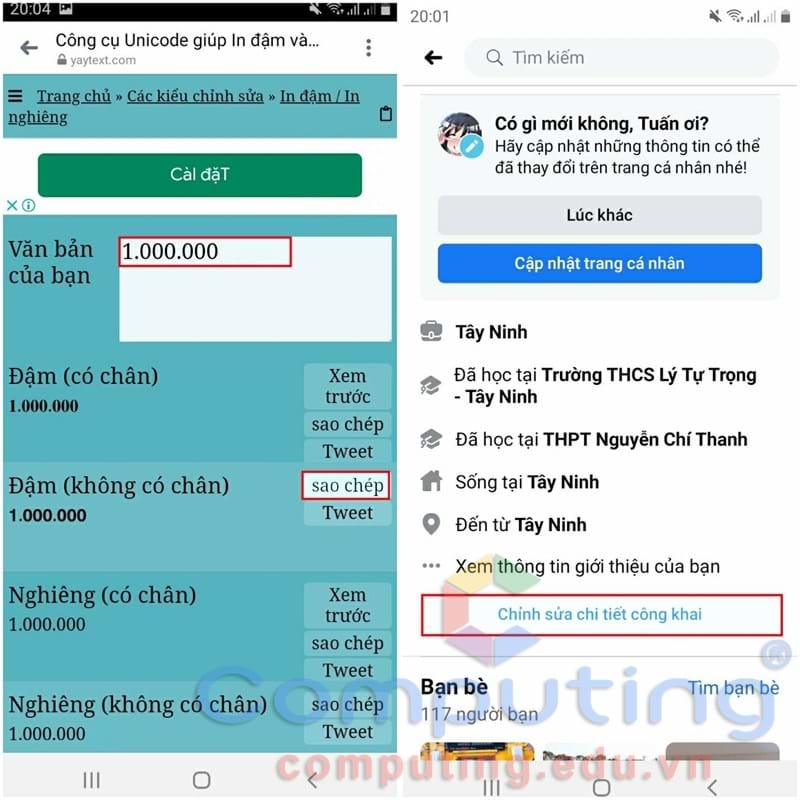 20:04
Công cụ Unicode giúp In đậm và...
yaytext.com
Trang chủ » Các kiểu chỉnh sửa » In đậm / In
nghiêng
Cài đặT
Văn bản
của bạn
1.000.000
Đậm (có chân)
𝟏.𝟎𝟎𝟎.𝟎𝟎𝟎
Xem
trước
sao chép
Tweet
Đậm (không có chân)
𝟭.𝟬𝟬𝟬.𝟬𝟬𝟬
sao chép
Tweet
Nghiêng (có chân)
1.000.000
Xem
trước
sao chép
Tweet
Nghiêng (không có chân)
1.000.000
sao chép
Tweet
20:01
Tìm kiếm
Có gì mới không, Tuấn ơi?
Hãy cập nhật những thông tin có thể
đã thay đổi trên trang cá nhân nhé!
Lúc khác
Cập nhật trang cá nhân
Tây Ninh
Đã học tại Trường THCS Lý Tự Trọng
- Tây Ninh
Đã học tại THPT Nguyễn Chí Thanh
Sống tại Tây Ninh
Đến từ Tây Ninh
Xem thông tin giới thiệu của bạn
Chỉnh sửa chi tiết công khai
Bạn bè
Tìm bạn bè
117 người bạn
Computing
computing.edu.vn